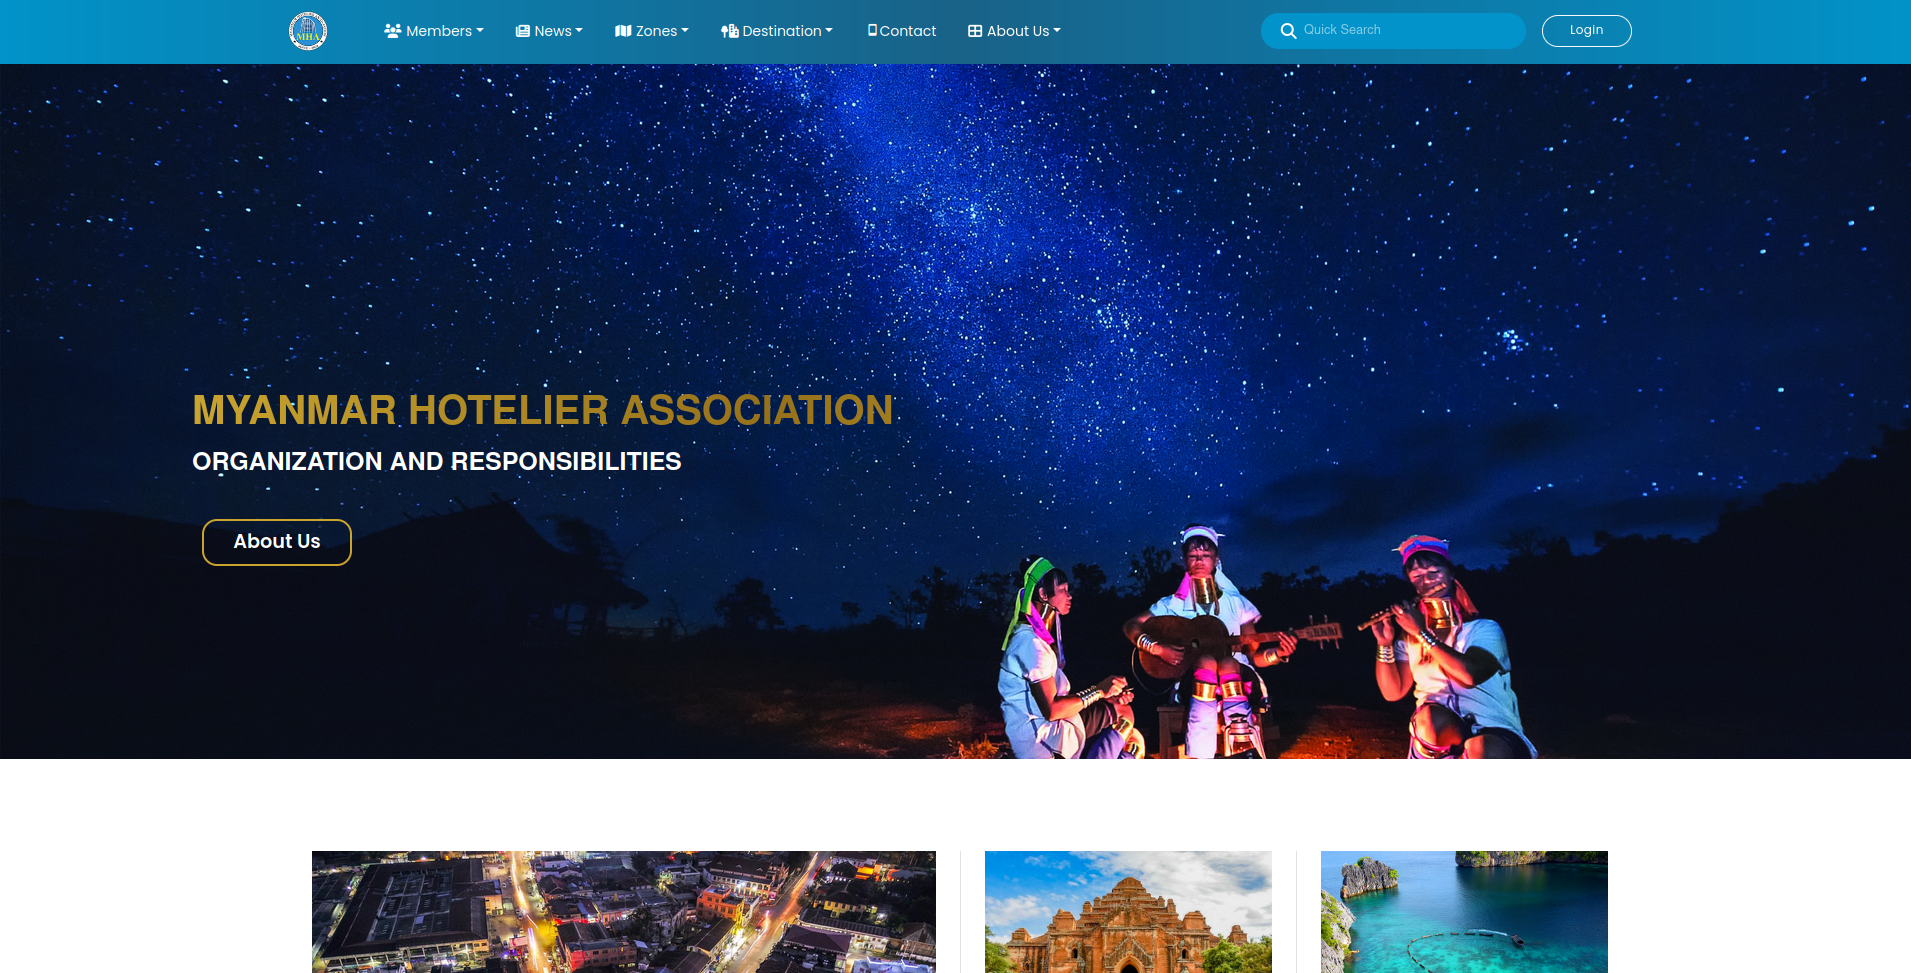 MHA
Members
News
Zones
Destination
Contact
About Us
Quick Search
Login
MYANMAR HOTELIER ASSOCIATION
ORGANIZATION AND RESPONSIBILITIES
About Us